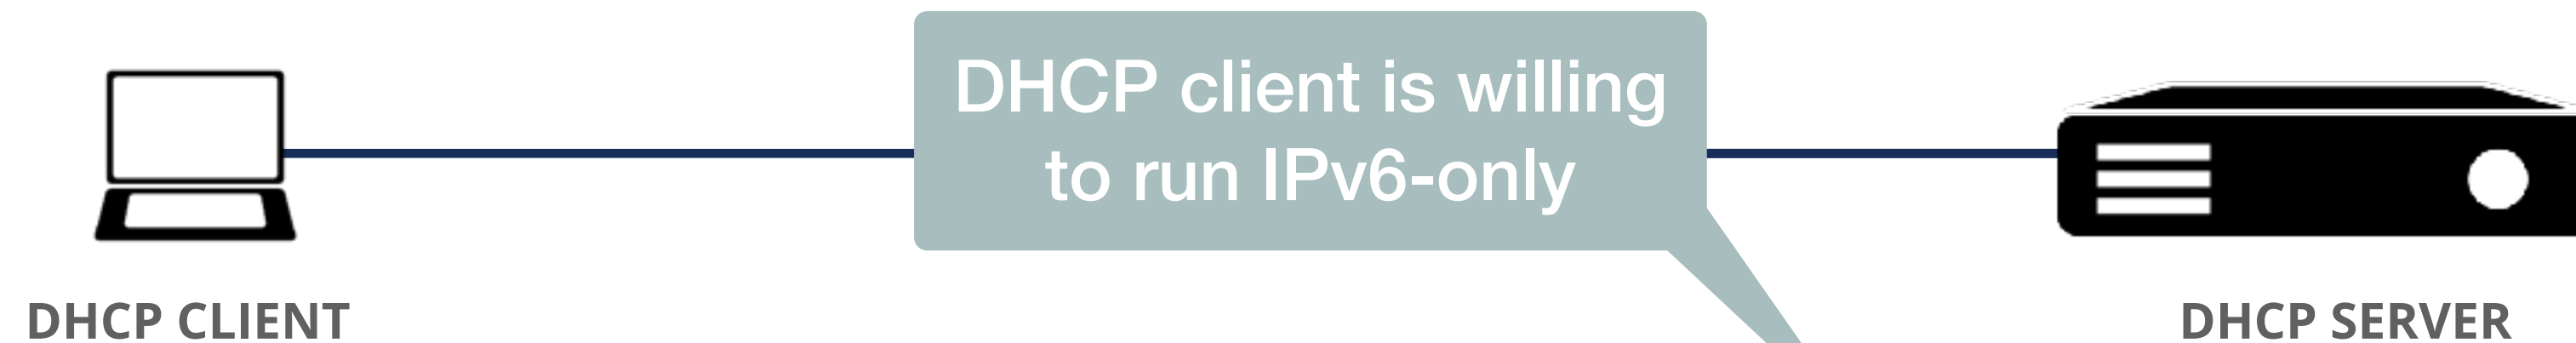 DHCP client is willing
to run IPv6-only
DHCP CLIENT
DHCP SERVER